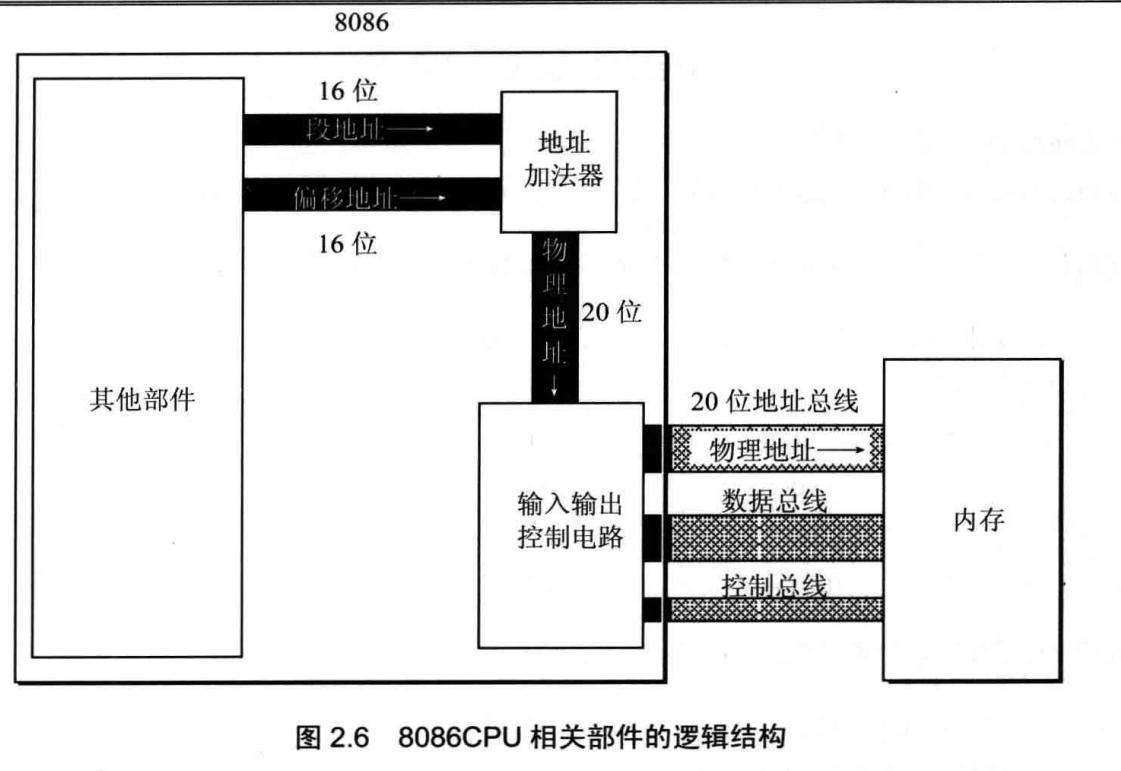 8086
16 位
段地址
偏移地址
16 位
地址
加法器
物
理
地
址
20 位
其他部件
输入输出
控制电路
20 位地址总线
物理地址
数据总线
控制总线
内存
图 2.6 8086CPU 相关部件的逻辑结构